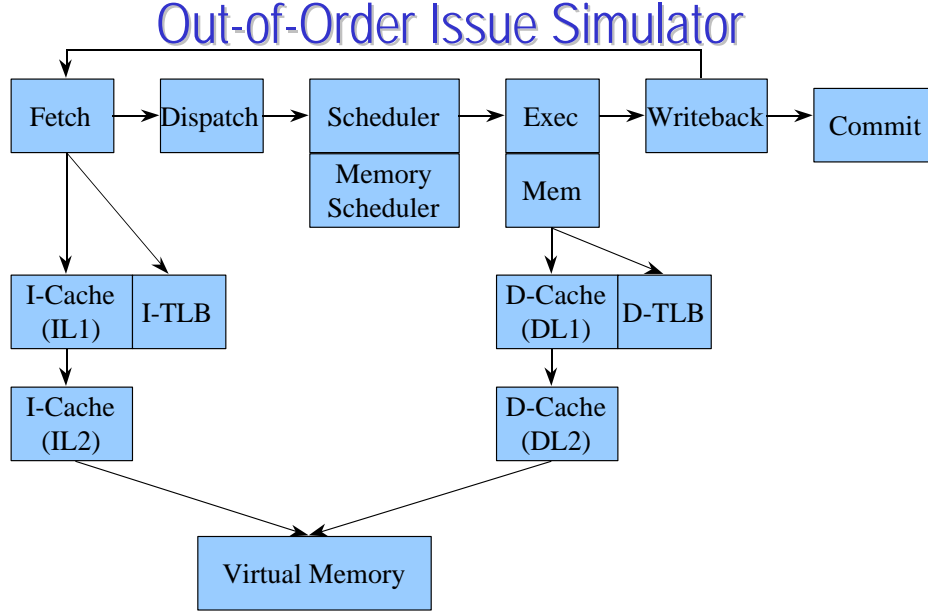 Out-of-Order Issue Simulator
Fetch
Dispatch
Scheduler
Exec
Writeback
Commit
Memory
Scheduler
Mem
I-Cache
(IL1)
I-TLB
D-Cache
(DL1)
D-TLB
I-Cache
(IL2)
D-Cache
(DL2)
Virtual Memory